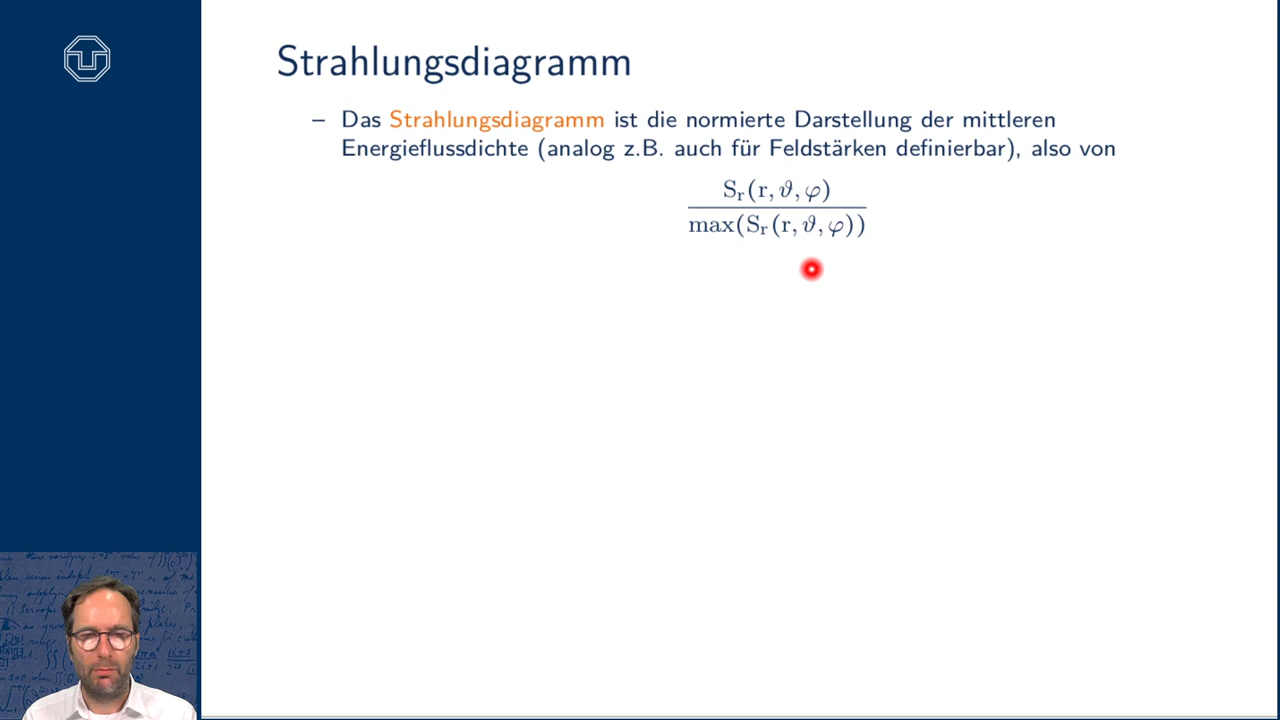 Strahlungsdiagramm
– Das Strahlungsdiagramm ist die normierte Darstellung der mittleren
Energieflussdichte (analog z.B. auch für Feldstärken definierbar), also von
S_r(r, ϑ, φ)
max(S_r(r, ϑ, φ))